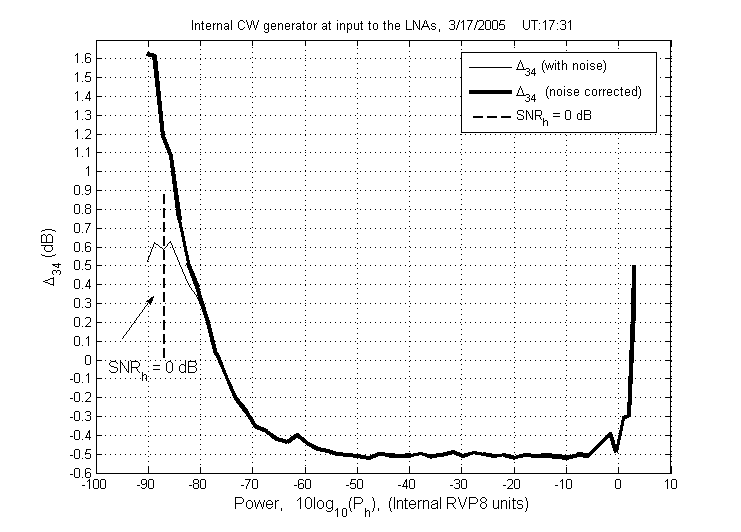 Internal CW generator at input to the LNAs, 3/17/2005 UT:17:31
Δ34 (with noise)
Δ34 (noise corrected)
SNRh = 0 dB
1.6
1.5
1.4
1.3
1.2
1.1
1
0.9
0.8
0.7
0.6
0.5
0.4
0.3
0.2
0.1
0
-0.1
-0.2
-0.3
-0.4
-0.5
-0.6
Δ34 (dB)
SNRh = 0 dB
-100 -90 -80 -70 -60 -50 -40 -30 -20 -10 0 10
Power, 10log10(Ph), (Internal RVP8 units)